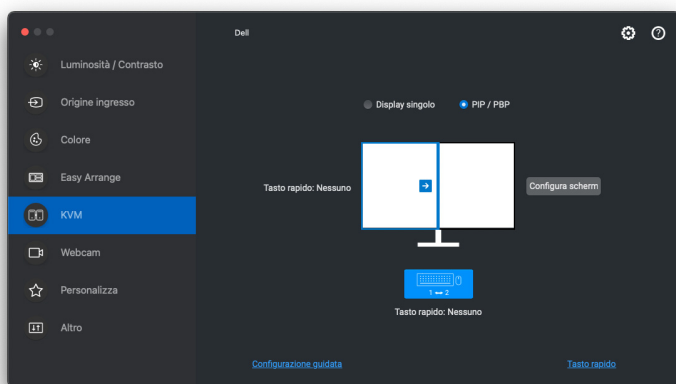 Dell
Luminosità / Contrasto
Origine ingresso
Colore
Easy Arrange
KVM
Webcam
Personalizza
Altro
Display singolo
PIP / PBP
Tasto rapido: Nessuno
Configura scherm
1 2
Tasto rapido: Nessuno
Configurazione guidata
Tasto rapido